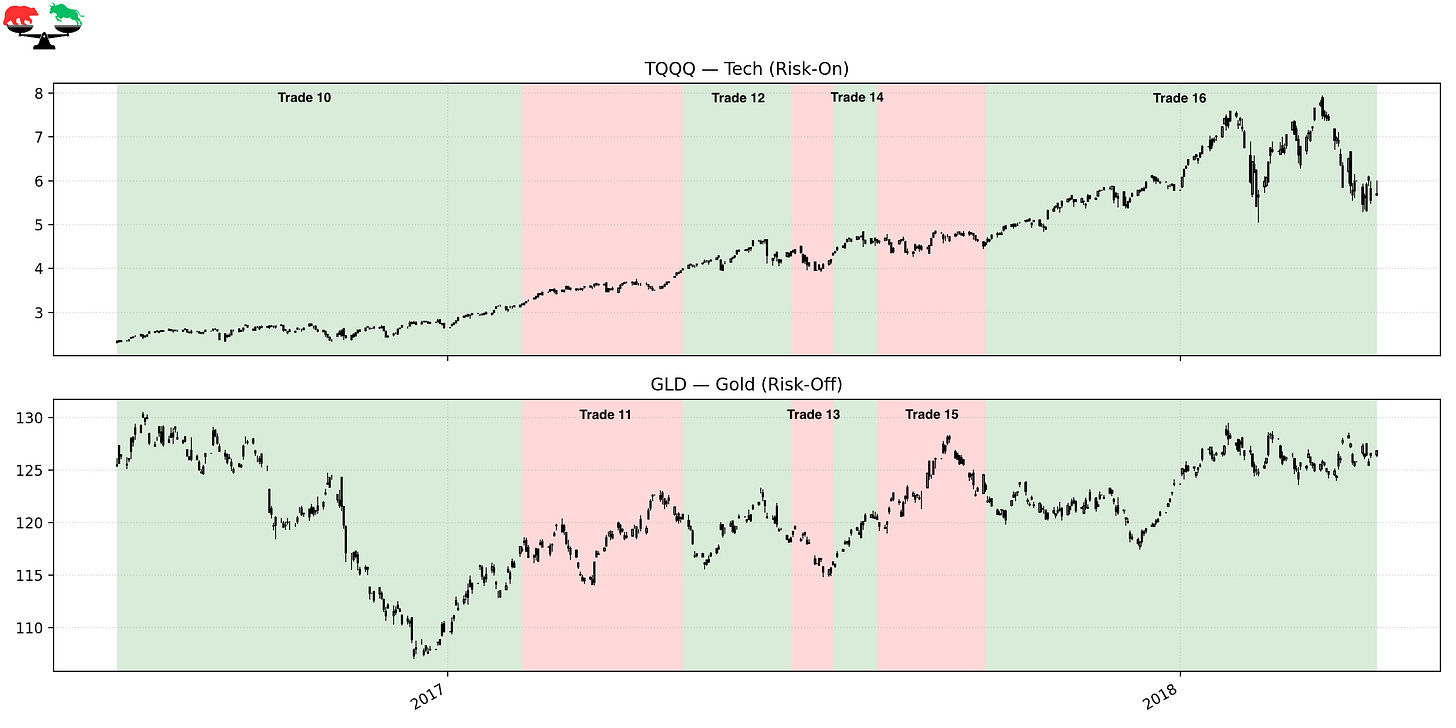 TQQQ — Tech (Risk-On)
Trade 10
Trade 12
Trade 14
Trade 16
8
7
6
5
4
3
GLD — Gold (Risk-Off)
Trade 11
Trade 13
Trade 15
130
125
120
115
110
2017
2018